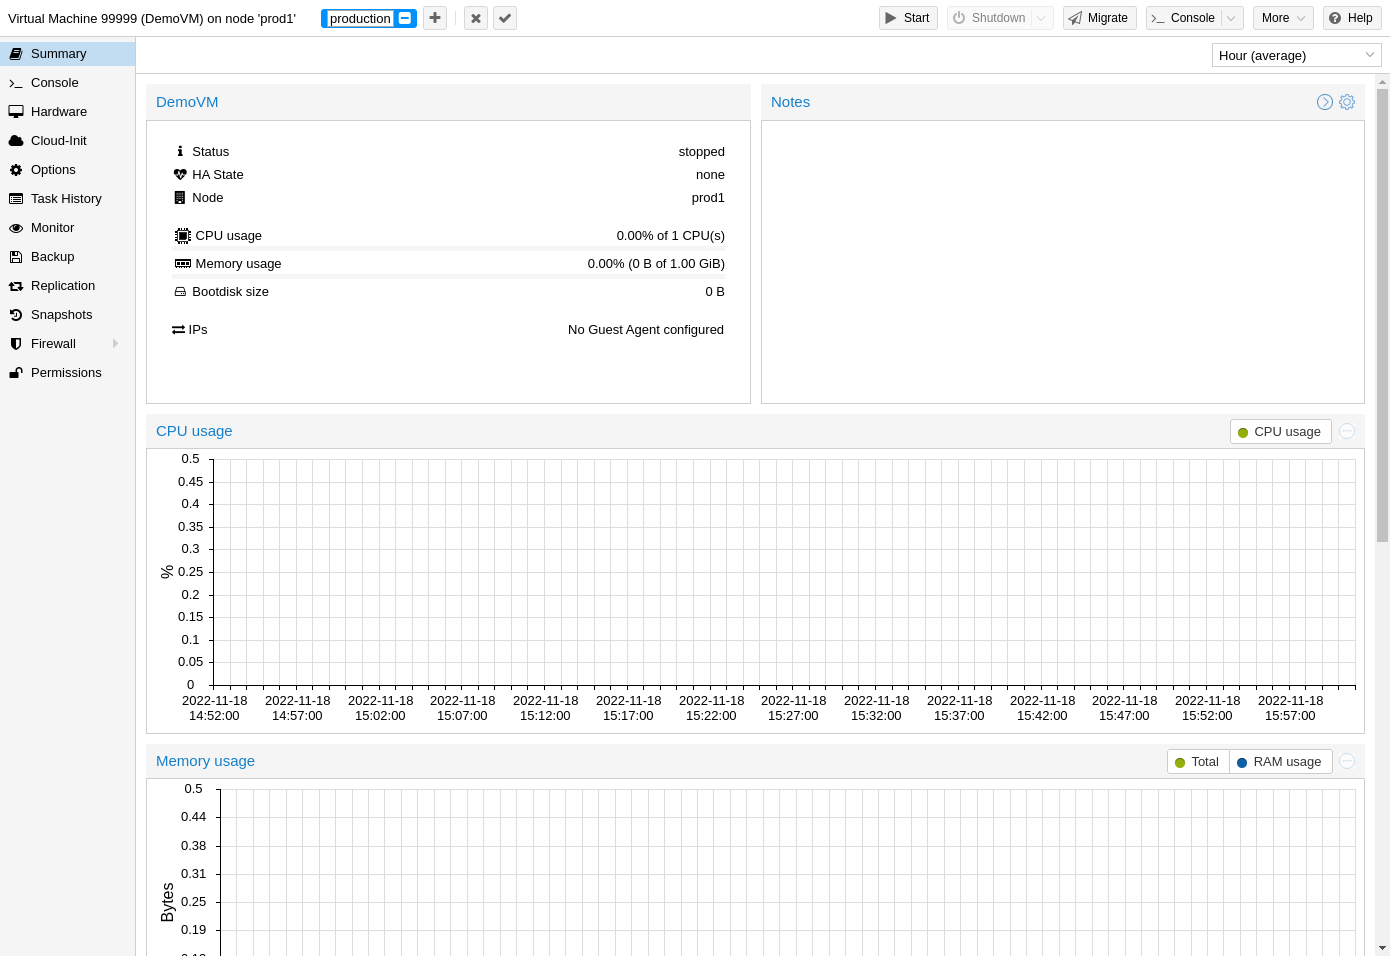 Virtual Machine 99999 (DemoVM) on node 'prod1' production Start Shutdown Migrate Console More Help
Summary
Console
Hardware
Cloud-Init
Options
Task History
Monitor
Backup
Replication
Snapshots
Firewall
Permissions
Hour (average)
DemoVM
Status stopped
HA State none
Node prod1
CPU usage 0.00% of 1 CPU(s)
Memory usage 0.00% (0 B of 1.00 GiB)
Bootdisk size 0 B
IPs No Guest Agent configured
Notes
CPU usage CPU usage
0.5
0.45
0.4
0.35
0.3
%
0.25
0.2
0.15
0.1
0.05
0
2022-11-18 2022-11-18 2022-11-18 2022-11-18 2022-11-18 2022-11-18 2022-11-18 2022-11-18 2022-11-18 2022-11-18 2022-11-18 2022-11-18 2022-11-18 2022-11-18
14:52:00 14:57:00 15:02:00 15:07:00 15:12:00 15:17:00 15:22:00 15:27:00 15:32:00 15:37:00 15:42:00 15:47:00 15:52:00 15:57:00
Memory usage Total RAM usage
0.5
0.44
0.38
0.31
Bytes
0.25
0.19